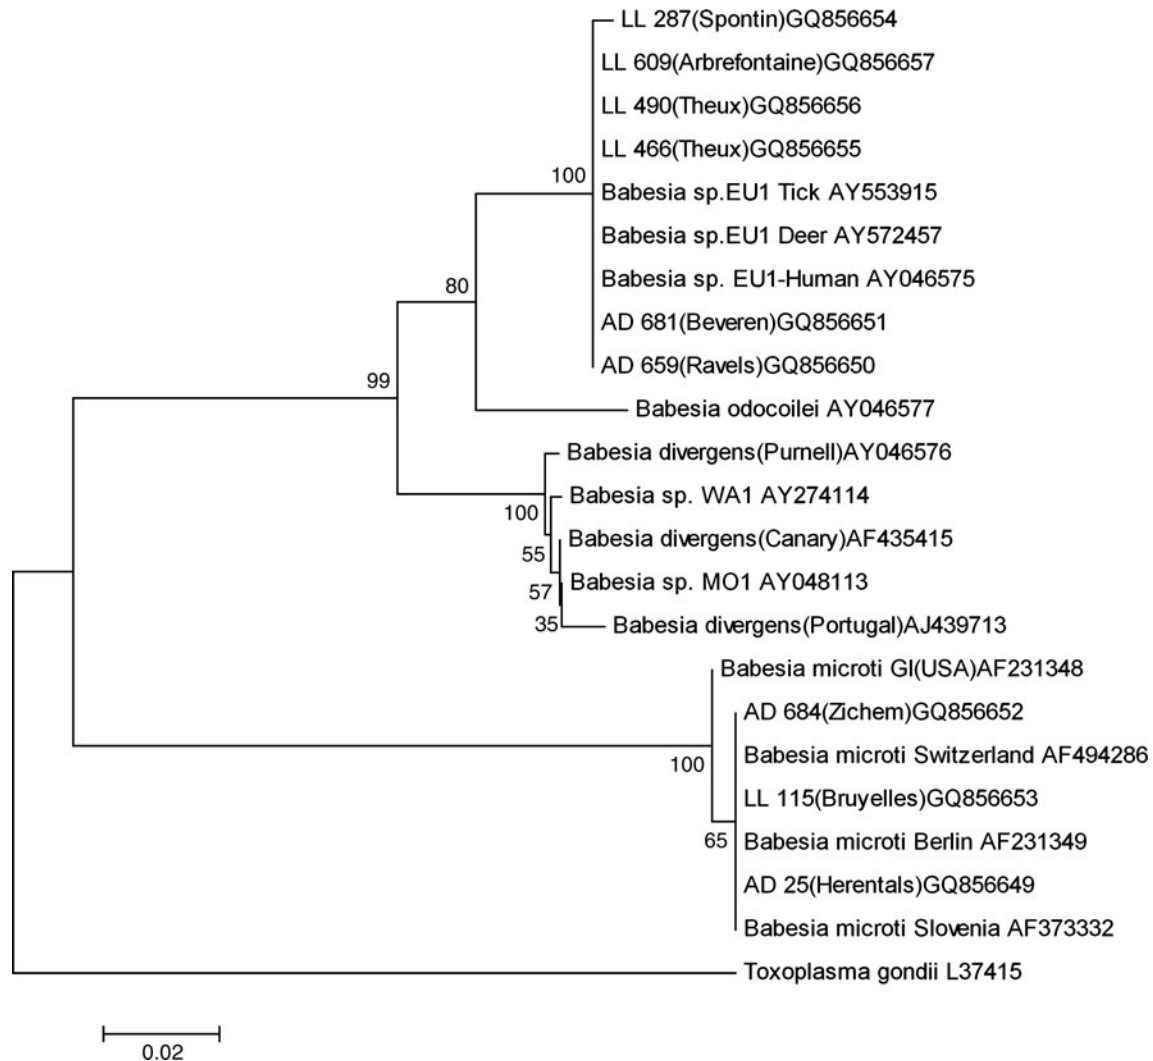 LL 287(Spontin)GQ856654
LL 609(Arbrefontaine)GQ856657
LL 490(Theux)GQ856656
LL 466(Theux)GQ856655
100
Babesia sp.EU1 Tick AY553915
Babesia sp.EU1 Deer AY572457
Babesia sp. EU1-Human AY046575
80
AD 681(Beveren)GQ856651
AD 659(Ravels)GQ856650
99
Babesia odocoilei AY046577
Babesia divergens(Purnell)AY046576
Babesia sp. WA1 AY274114
100
Babesia divergens(Canary)AF435415
55
Babesia sp. MO1 AY048113
57
Babesia divergens(Portugal)AJ439713
35
Babesia microti GI(USA)AF231348
AD 684(Zichem)GQ856652
Babesia microti Switzerland AF494286
100
LL 115(Bruyelles)GQ856653
Babesia microti Berlin AF231349
65
AD 25(Herentals)GQ856649
Babesia microti Slovenia AF373332
Toxoplasma gondii L37415
0.02